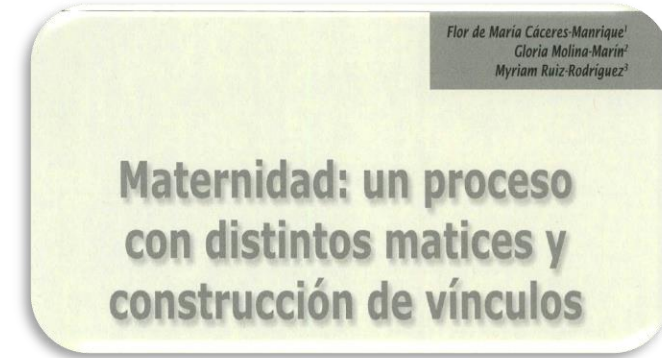 Flor de María Cáceres-Manrique¹
Gloria Molina-Marín²
Myriam Ruiz-Rodríguez³
Maternidad: un proceso
con distintos matices y
construcción de vínculos